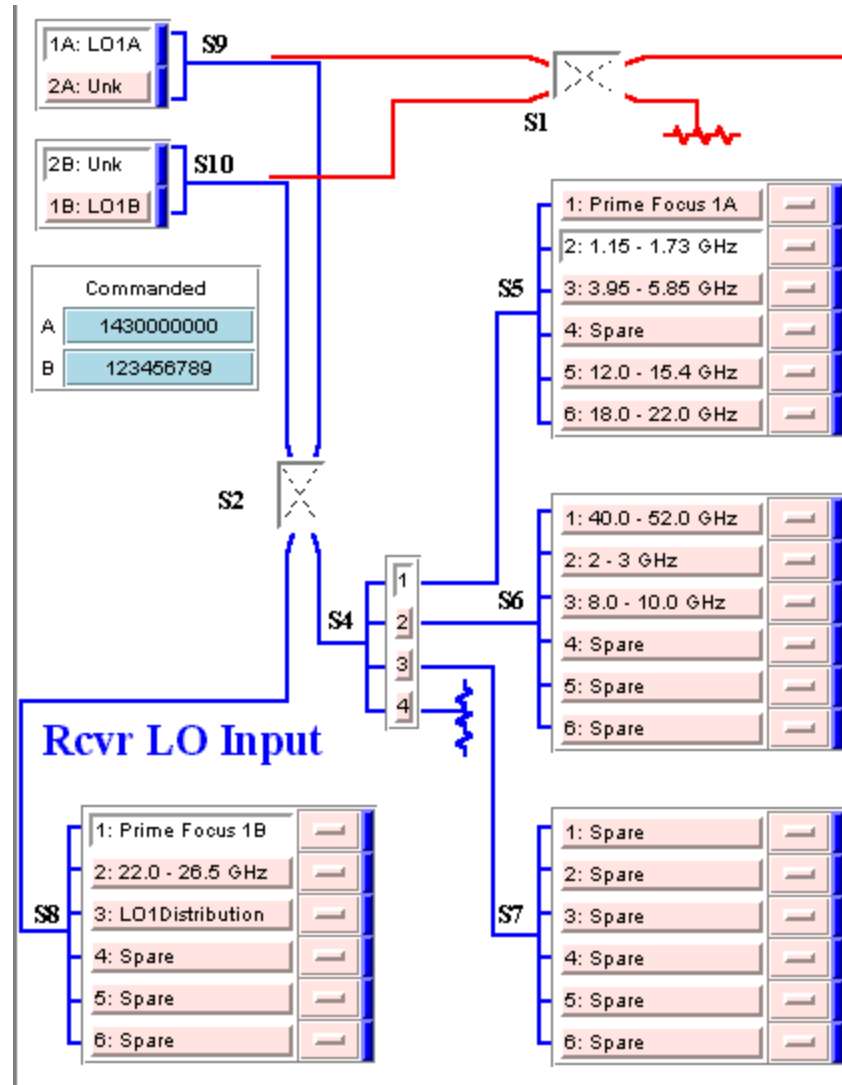 1A: LO1A
S9
2A: Unk
S1
2B: Unk
S10
1B: LO1B
Commanded
A 1430000000
B 123456789
S5
1: Prime Focus 1A
2: 1.15 - 1.73 GHz
3: 3.95 - 5.85 GHz
4: Spare
5: 12.0 - 15.4 GHz
6: 18.0 - 22.0 GHz
S2
S4
1
2
3
4
S6
1: 40.0 - 52.0 GHz
2: 2 - 3 GHz
3: 8.0 - 10.0 GHz
4: Spare
5: Spare
6: Spare
Rcvr LO Input
S8
1: Prime Focus 1B
2: 22.0 - 26.5 GHz
3: LO1Distribution
4: Spare
5: Spare
6: Spare
S7
1: Spare
2: Spare
3: Spare
4: Spare
5: Spare
6: Spare